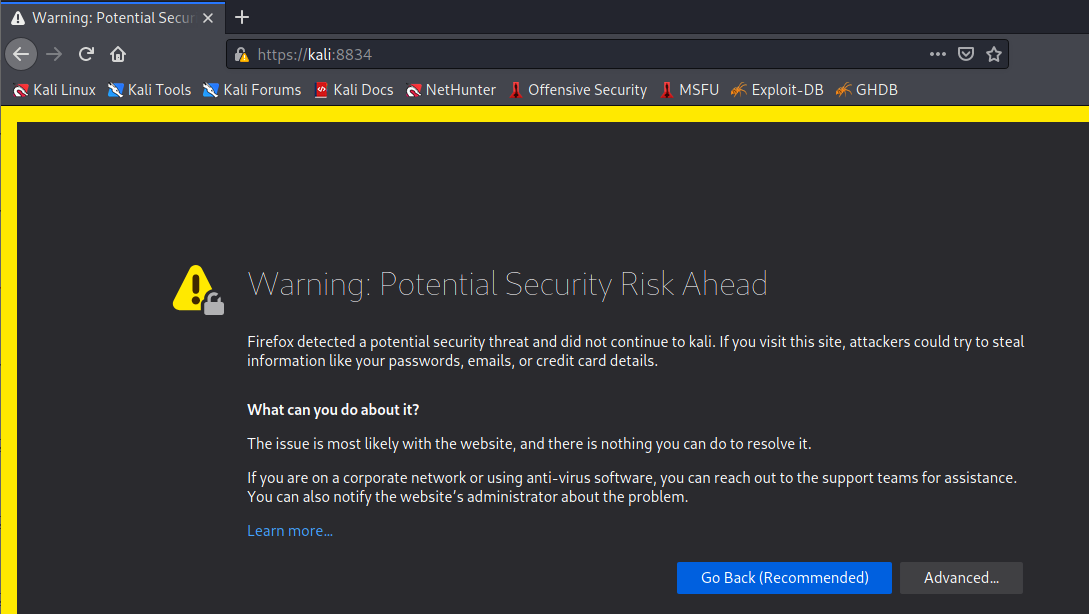 Warning: Potential Secur
https://kali:8834
Kali Linux Kali Tools Kali Forums Kali Docs NetHunter Offensive Security MSFU Exploit-DB GHDB
Warning: Potential Security Risk Ahead
Firefox detected a potential security threat and did not continue to kali. If you visit this site, attackers could try to steal
information like your passwords, emails, or credit card details.
What can you do about it?
The issue is most likely with the website, and there is nothing you can do to resolve it.
If you are on a corporate network or using anti-virus software, you can reach out to the support teams for assistance.
You can also notify the website’s administrator about the problem.
Learn more…
Go Back (Recommended) Advanced…